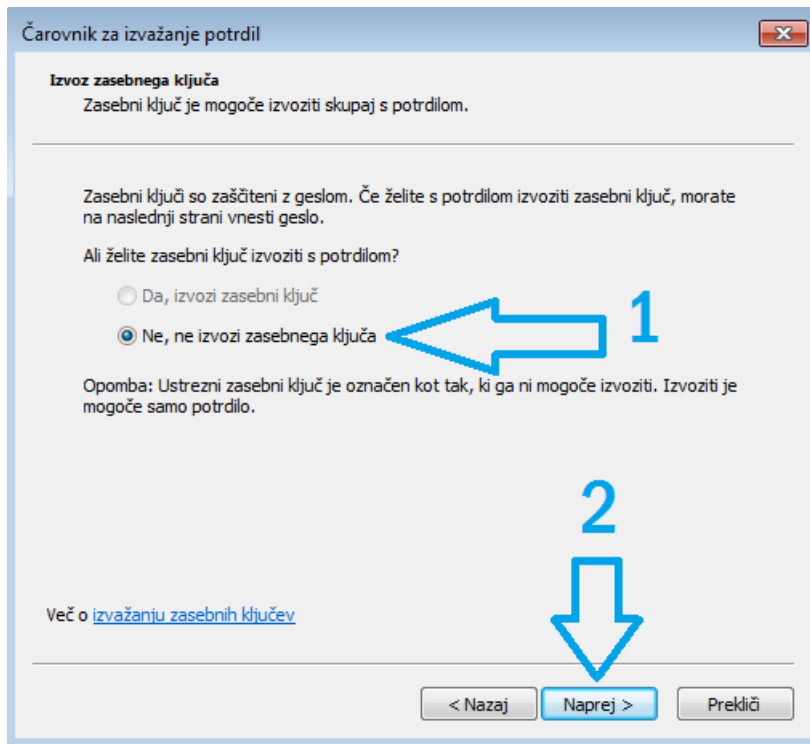 Čarovnik za izvažanje potrdil
Izvoz zasebnega ključa
Zasebni ključ je mogoče izvoziti skupaj s potrdilom.
Zasebni ključi so zaščiteni z geslom. Če želite s potrdilom izvoziti zasebni ključ, morate
na naslednji strani vnesti geslo.
Ali želite zasebni ključ izvoziti s potrdilom?
Da, izvozi zasebni ključ
Ne, ne izvozi zasebnega ključa
1
Opomba: Ustrezni zasebni ključ je označen kot tak, ki ga ni mogoče izvoziti. Izvoziti je
mogoče samo potrdilo.
2
Več o izvažanju zasebnih ključev
< Nazaj
Naprej >
Prekliči